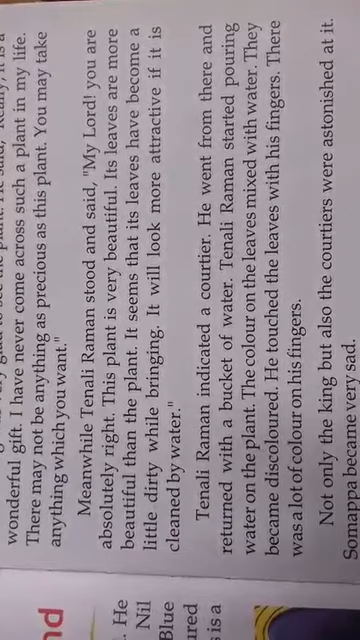 wonderful gift. I have never come across such a plant in my life.
There may not be anything as precious as this plant. You may take
anything which you want."
Meanwhile Tenali Raman stood and said, "My Lord! you are
absolutely right. This plant is very beautiful. Its leaves are more
beautiful than the plant. It seems that its leaves have become a
little dirty while bringing. It will look more attractive if it is
cleaned by water."
Tenali Raman indicated a courtier. He went from there and
returned with a bucket of water. Tenali Raman started pouring
water on the plant. The colour on the leaves mixed with water. They
became discoloured. He touched the leaves with his fingers. There
was a lot of colour on his fingers.
Not only the king but also the courtiers were astonished at it.
Somappa became very sad.
nd
He
Nil
Blue
ured
is a